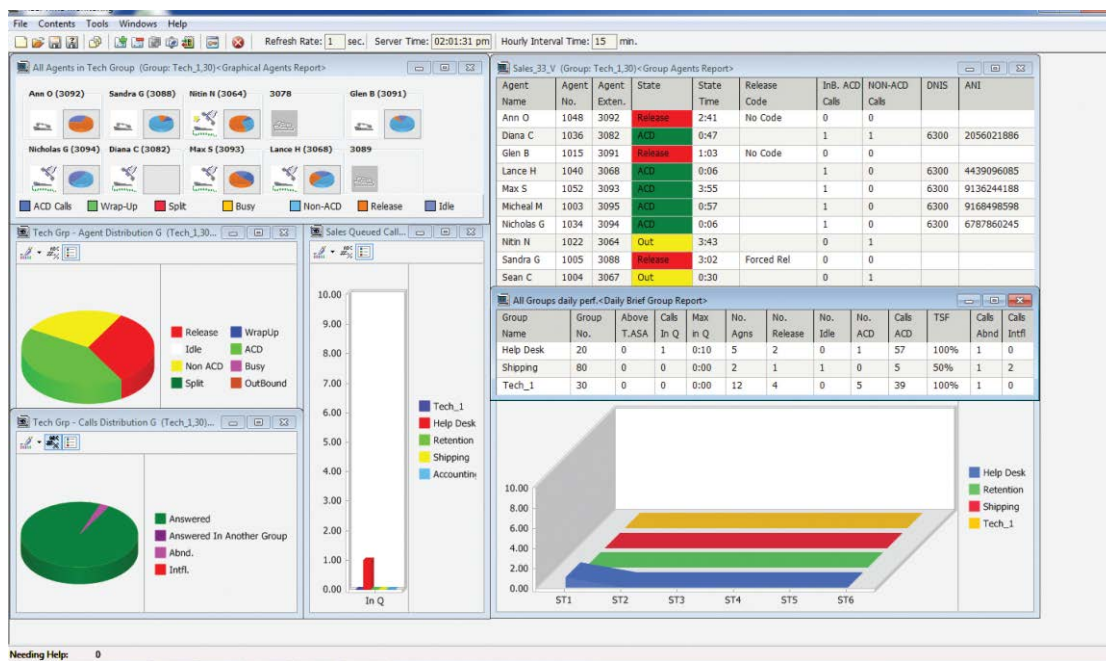 File Contents Tools Windows Help
Refresh Rate: 1 sec. Server Time: 02:01:31 pm Hourly Interval Time: 15 min.
All Agents in Tech Group (Group: Tech_1,30)<Graphical Agents Report>
Ann O (3092) Sandra G (3088) Nitin N (3064) 3078 Glen B (3091)
Nicholas G (3094) Diana C (3082) Max S (3093) Lance H (3068) 3089
ACD Calls Wrap-Up Split Busy Non-ACD Release Idle
Sales_33_V (Group: Tech_1,30)<Group Agents Report>
Agent Agent Agent State State Release InB. ACD NON-ACD DNIS ANI
Name No. Exten. Time Code Calls Calls
Ann O 1048 3092 Release 2:41 No Code 0 0
Diana C 1036 3082 ACD 0:47 1 1 6300 2056021886
Glen B 1015 3091 Release 1:03 No Code 0 0
Lance H 1040 3068 ACD 0:06 1 0 6300 4439096085
Max S 1052 3093 ACD 3:55 1 0 6300 9136244188
Micheal M 1003 3095 ACD 0:57 1 0 6300 9168498598
Nicholas G 1034 3094 ACD 0:06 1 0 6300 6787860245
Nitin N 1022 3064 Out 3:43 0 1
Sandra G 1005 3088 Release 3:02 Forced Rel 0 0
Sean C 1004 3067 Out 0:30 0 1
Tech Grp - Agent Distribution G (Tech_1,30...
Release WrapUp
Idle ACD
Non ACD Busy
Split OutBound
Sales Queued Call...
10.00
9.00
8.00
7.00
6.00
5.00
4.00
3.00
2.00
1.00
0.00
In Q
Tech_1
Help Desk
Retention
Shipping
Accounting
All Groups daily perf.<Daily Brief Group Report>
Group Group Above Calls Max No. No. No. No. Calls TSF Calls Calls
Name No. T.ASA In Q in Q Agns Release Idle ACD ACD Abnd Intfl
Help Desk 20 0 1 0:10 5 2 0 1 57 100% 1 0
Shipping 80 0 0 0:00 2 1 1 0 5 50% 1 2
Tech_1 30 0 0 0:00 12 4 0 5 39 100% 1 0
Tech Grp - Calls Distribution G (Tech_1,30)...
Answered
Answered In Another Group
Abnd.
Intfl.
10.00
8.00
6.00
4.00
2.00
0.00
ST1 ST2 ST3 ST4 ST5 ST6
Help Desk
Retention
Shipping
Tech_1
Needing Help: 0